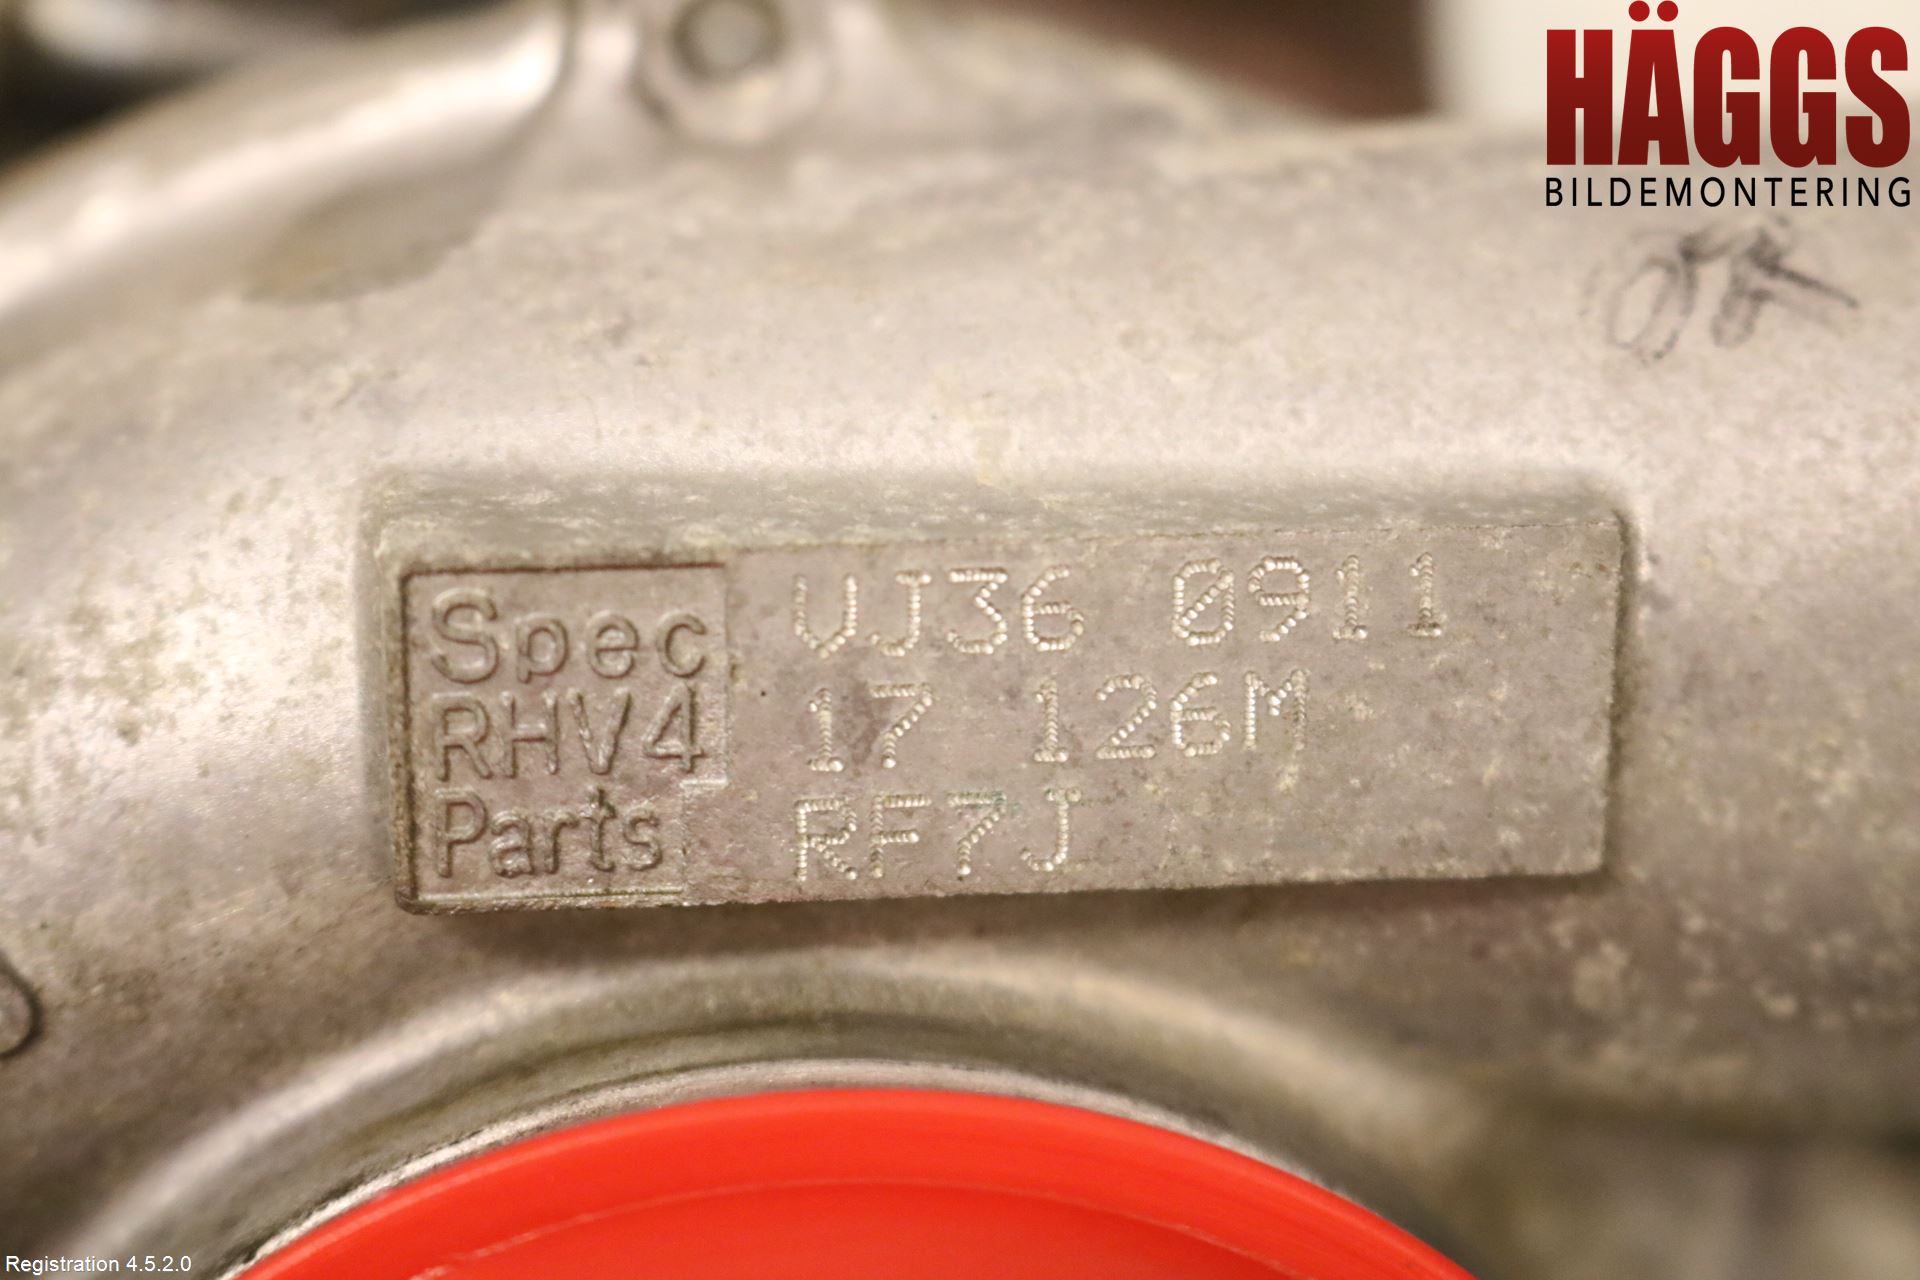 HÄGGS
BILDEMONTERING
Spec VJ36 0911
RHV4 17 126M
Parts RF7J
Registration 4.5.2.0